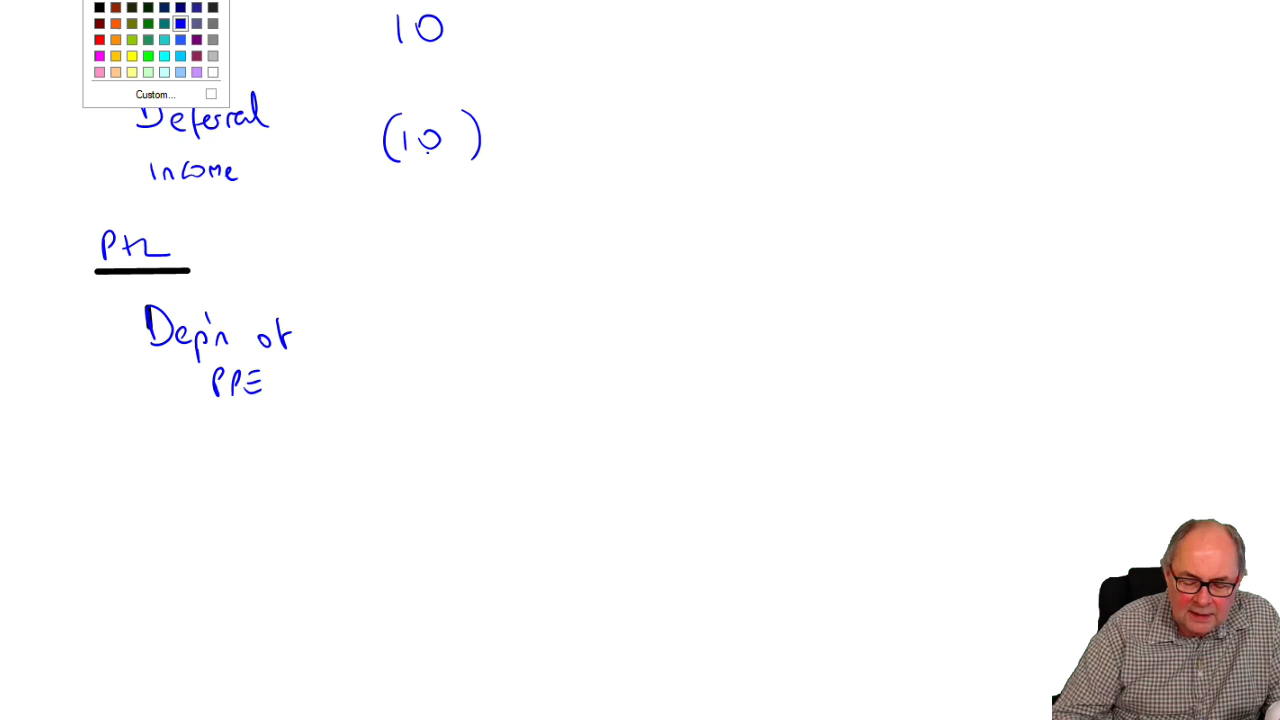 10
Custom...
Deferral (10)
Income
P+L
Dep'n of
PPE